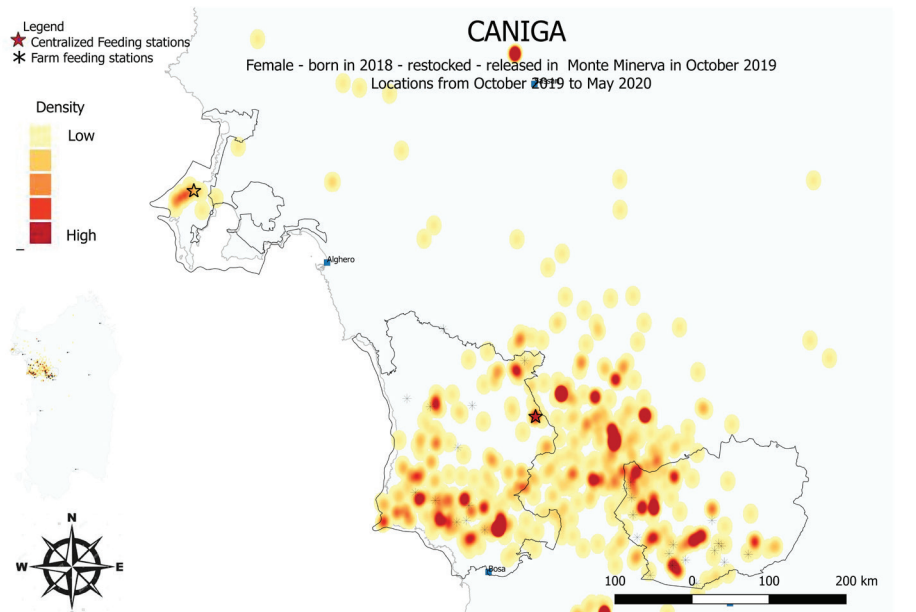 CANIGA
Female - born in 2018 - restocked - released in Monte Minerva in October 2019
Locations from October 2019 to May 2020
Legend
Centralized Feeding stations
Farm feeding stations
Density
Low
High
Alghero
Bosa
N
W
E
S
100 0 100 200 km